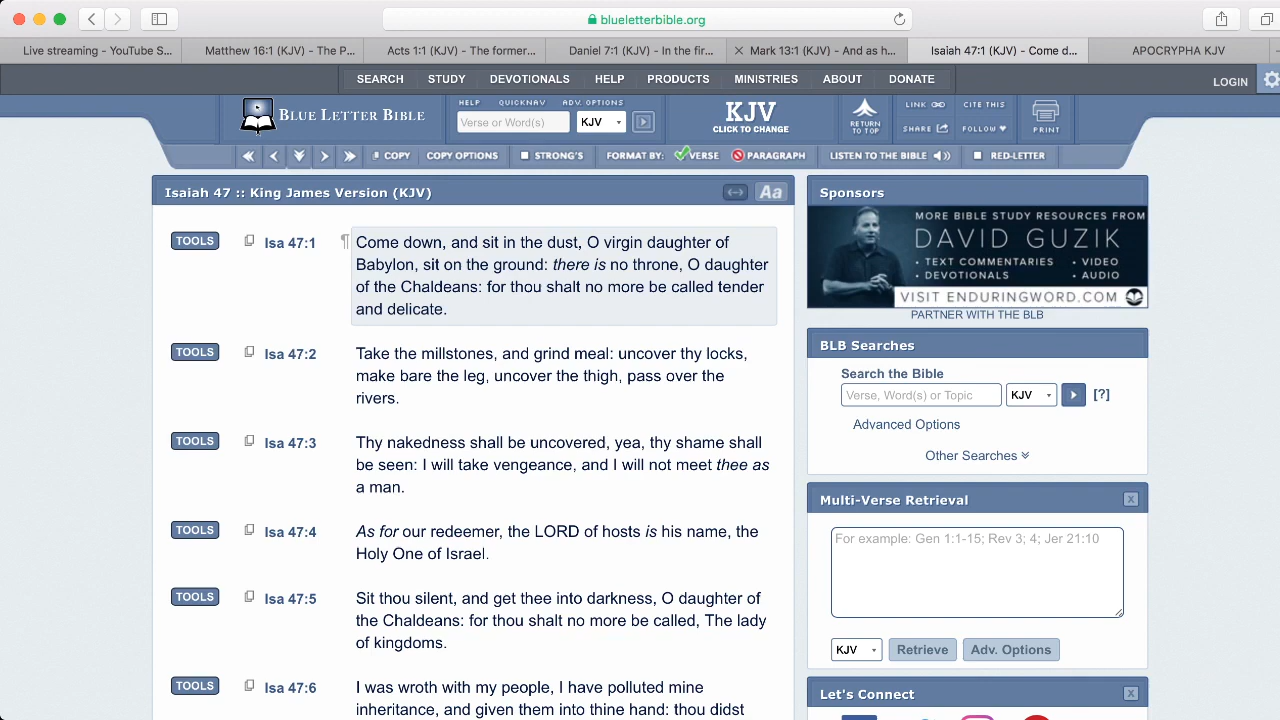 blueletterbible.org
Live streaming - YouTube S...
Matthew 16:1 (KJV) - The P...
Acts 1:1 (KJV) - The former...
Daniel 7:1 (KJV) - In the fir...
Mark 13:1 (KJV) - And as h...
Isaiah 47:1 (KJV) - Come d...
APOCRYPHA KJV
SEARCH STUDY DEVOTIONALS HELP PRODUCTS MINISTRIES ABOUT DONATE
LOGIN
BLUE LETTER BIBLE
HELP QUICKNAV ADV. OPTIONS
Verse or Word(s) KJV
KJV
CLICK TO CHANGE
RETURN
TO TOP
LINK CITE THIS
SHARE FOLLOW
PRINT
COPY COPY OPTIONS STRONG'S FORMAT BY: VERSE PARAGRAPH LISTEN TO THE BIBLE RED-LETTER
Isaiah 47 :: King James Version (KJV)
Aa
TOOLS Isa 47:1 ¶ Come down, and sit in the dust, O virgin daughter of
Babylon, sit on the ground: there is no throne, O daughter
of the Chaldeans: for thou shalt no more be called tender
and delicate.
TOOLS Isa 47:2 Take the millstones, and grind meal: uncover thy locks,
make bare the leg, uncover the thigh, pass over the
rivers.
TOOLS Isa 47:3 Thy nakedness shall be uncovered, yea, thy shame shall
be seen: I will take vengeance, and I will not meet thee as
a man.
TOOLS Isa 47:4 As for our redeemer, the LORD of hosts is his name, the
Holy One of Israel.
TOOLS Isa 47:5 Sit thou silent, and get thee into darkness, O daughter of
the Chaldeans: for thou shalt no more be called, The lady
of kingdoms.
TOOLS Isa 47:6 I was wroth with my people, I have polluted mine
inheritance, and given them into thine hand: thou didst
Sponsors
MORE BIBLE STUDY RESOURCES FROM
DAVID GUZIK
• TEXT COMMENTARIES • VIDEO
• DEVOTIONALS • AUDIO
VISIT ENDURINGWORD.COM
PARTNER WITH THE BLB
BLB Searches
Search the Bible
Verse, Word(s) or Topic KJV [?]
Advanced Options
Other Searches
Multi-Verse Retrieval x
For example: Gen 1:1-15; Rev 3; 4; Jer 21:10
KJV Retrieve Adv. Options
Let's Connect x